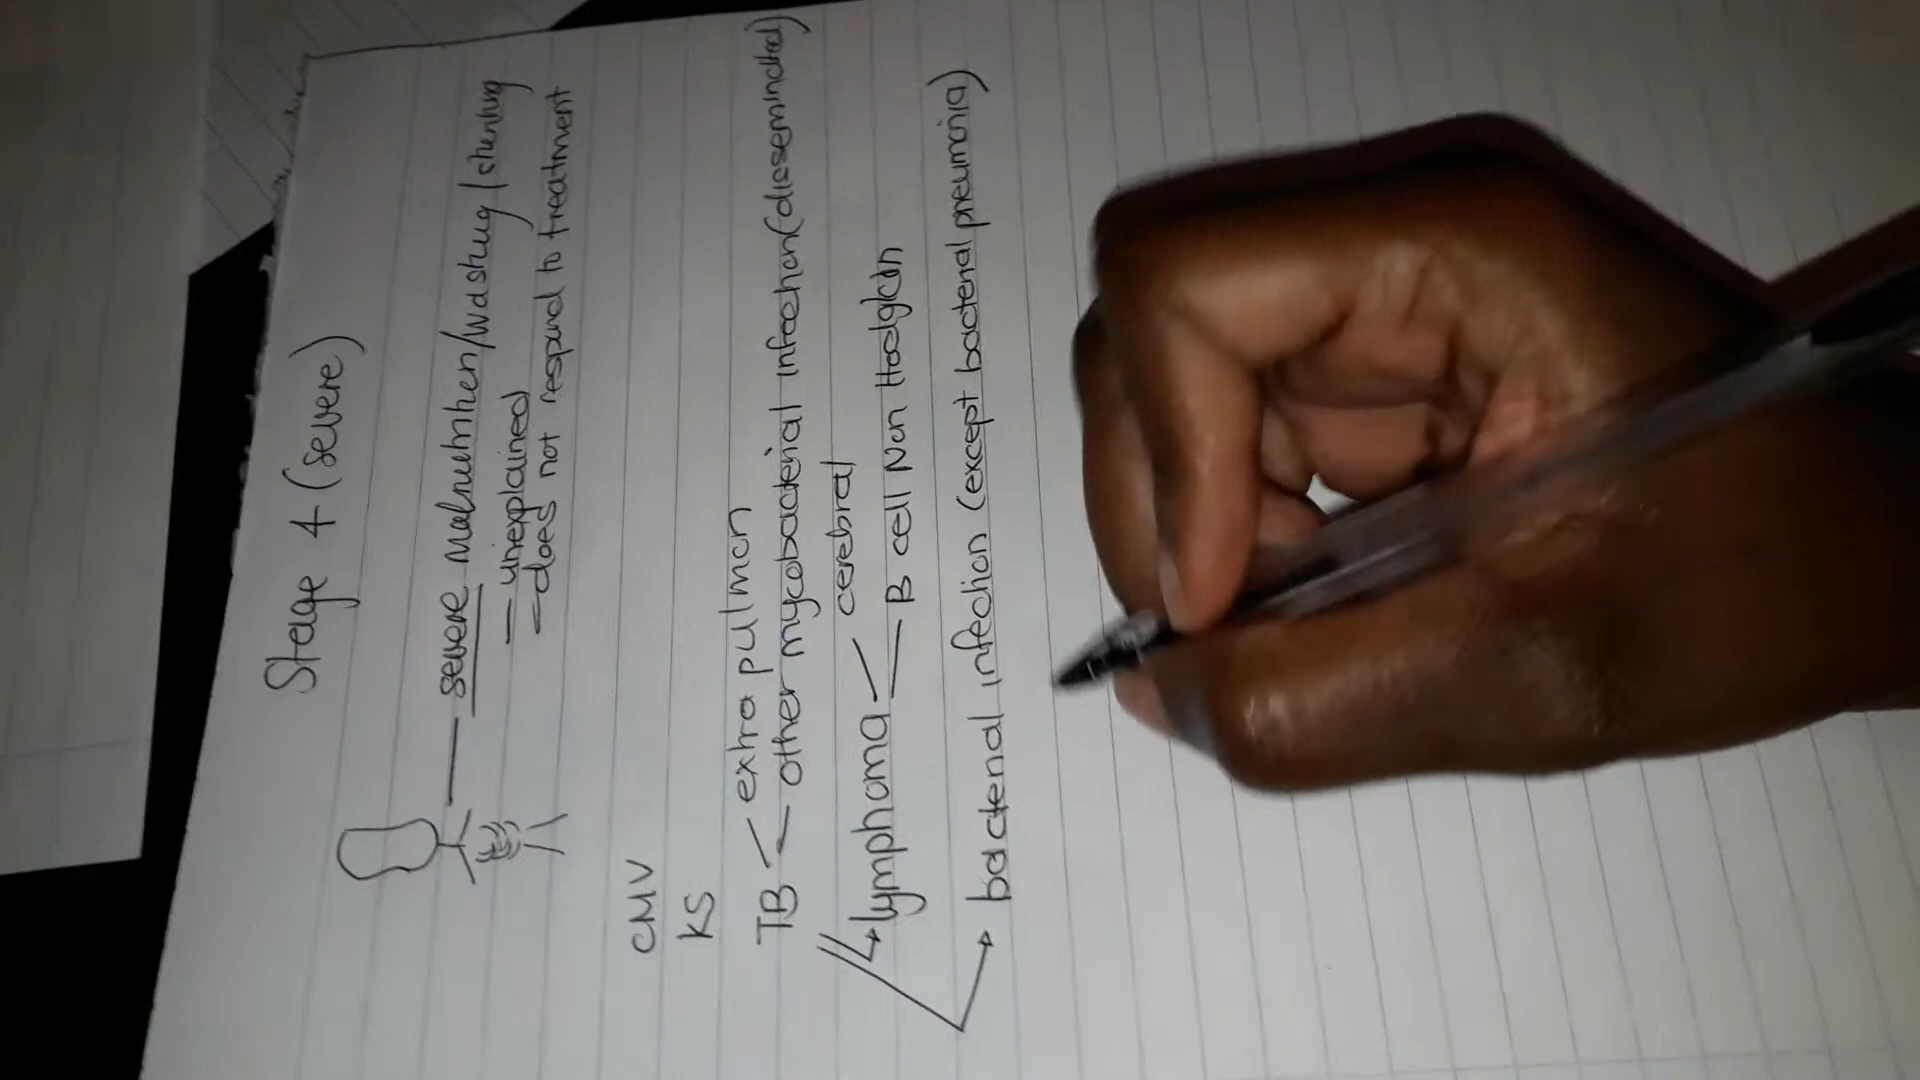 Stage 4 (severe)
— severe malnutrition/wasting/stunting
— unexplained
— does not respond to treatment
CMV
KS
TB — extra pulmon
— other mycobacterial infection (disseminated)
→ lymphoma — cerebral
— B cell Non Hodgkin
→ bacterial infection (except bacterial pneumonia)